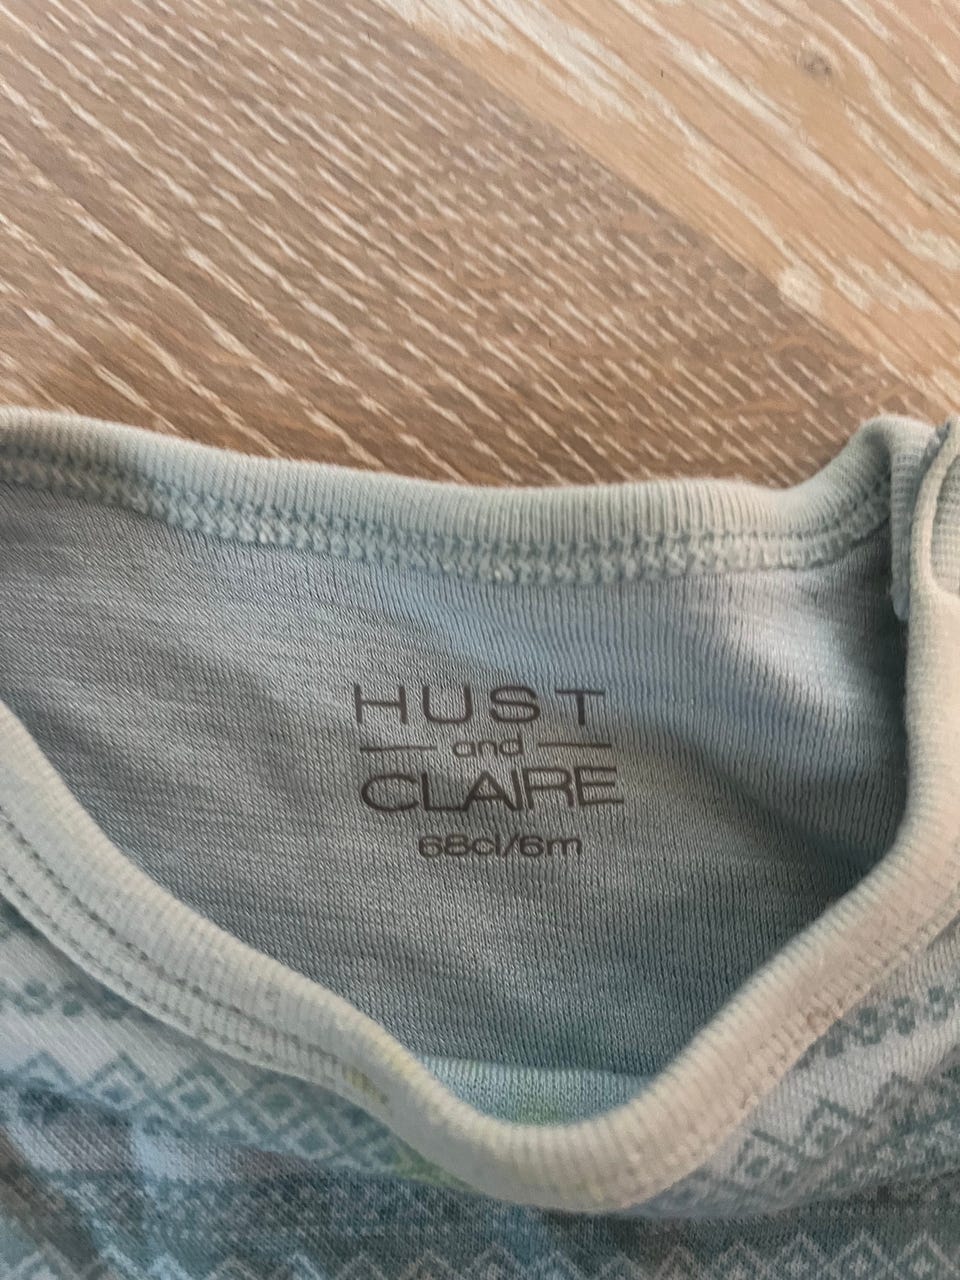 HUST
and
CLAIRE
68cl/6m